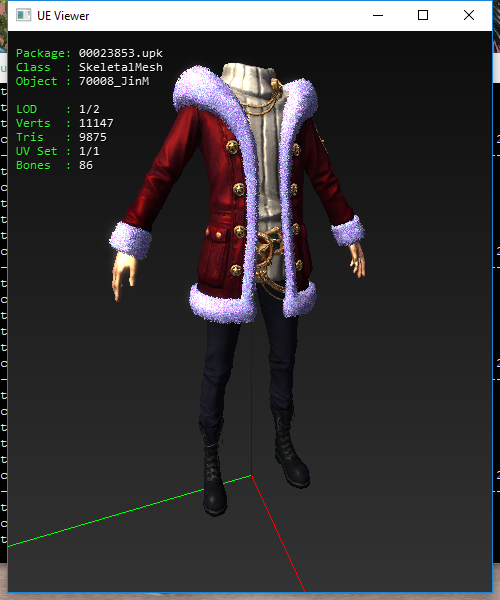 UE Viewer
Package: 00023853.upk
Class : SkeletalMesh
Object : 70008_JinM
LOD : 1/2
Verts : 11147
Tris : 9875
UV Set : 1/1
Bones : 86